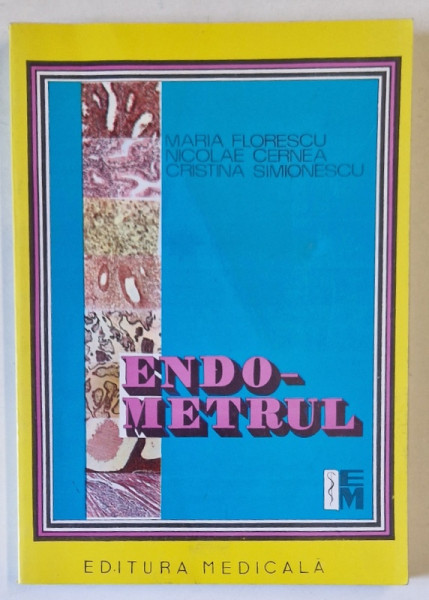 MARIA FLORESCU
NICOLAE CERNEA
CRISTINA SIMIONESCU
ENDO-
METRUL
EM
EDITURA MEDICALĂ